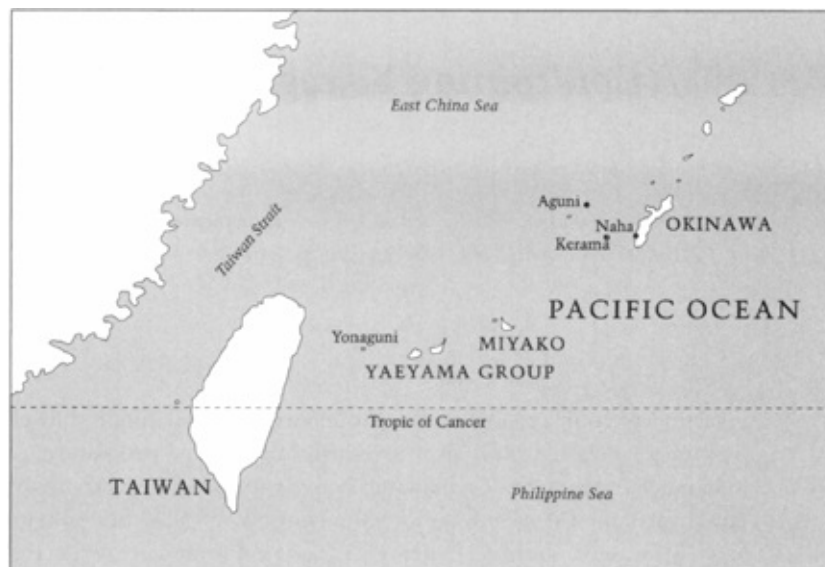 East China Sea
Aguni
Naha
OKINAWA
Kerama
Taiwan Strait
PACIFIC OCEAN
Yonaguni
MIYAKO
YAEYAMA GROUP
Tropic of Cancer
TAIWAN
Philippine Sea